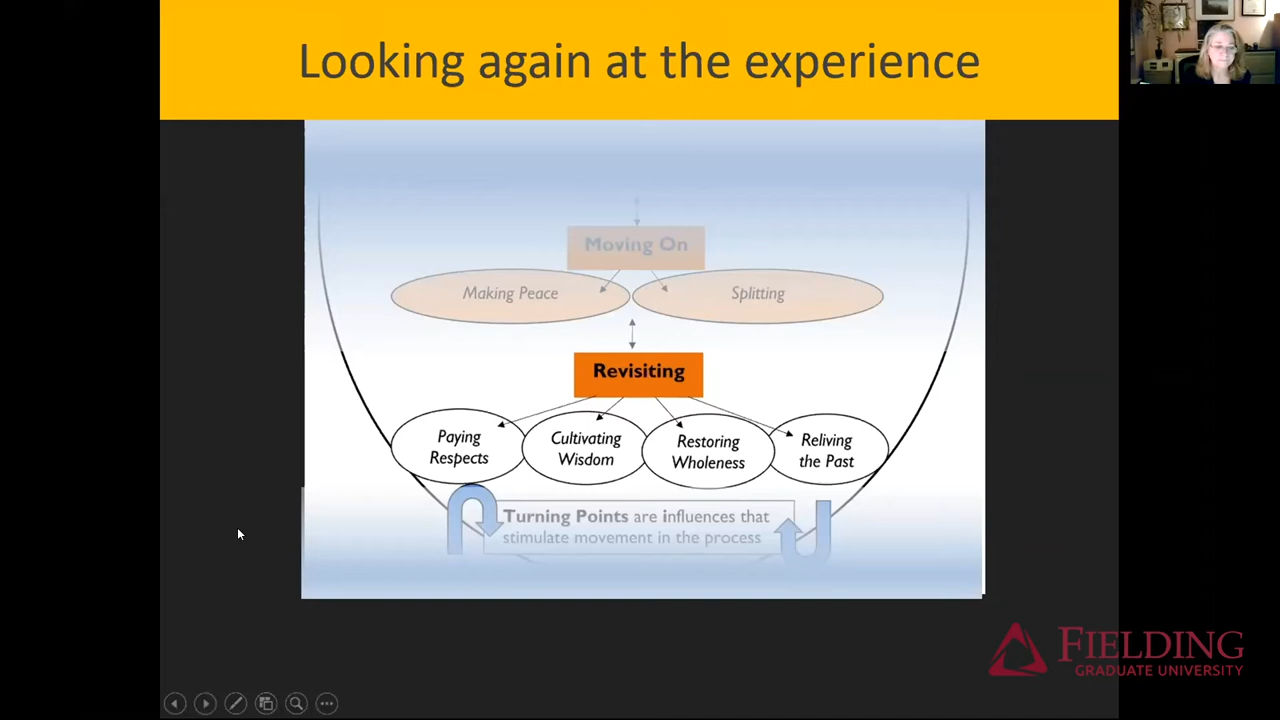 Looking again at the experience
Moving On
Making Peace
Splitting
Revisiting
Paying
Respects
Cultivating
Wisdom
Restoring
Wholeness
Reliving
the Past
Turning Points are influences that
stimulate movement in the process
FIELDING
GRADUATE UNIVERSITY